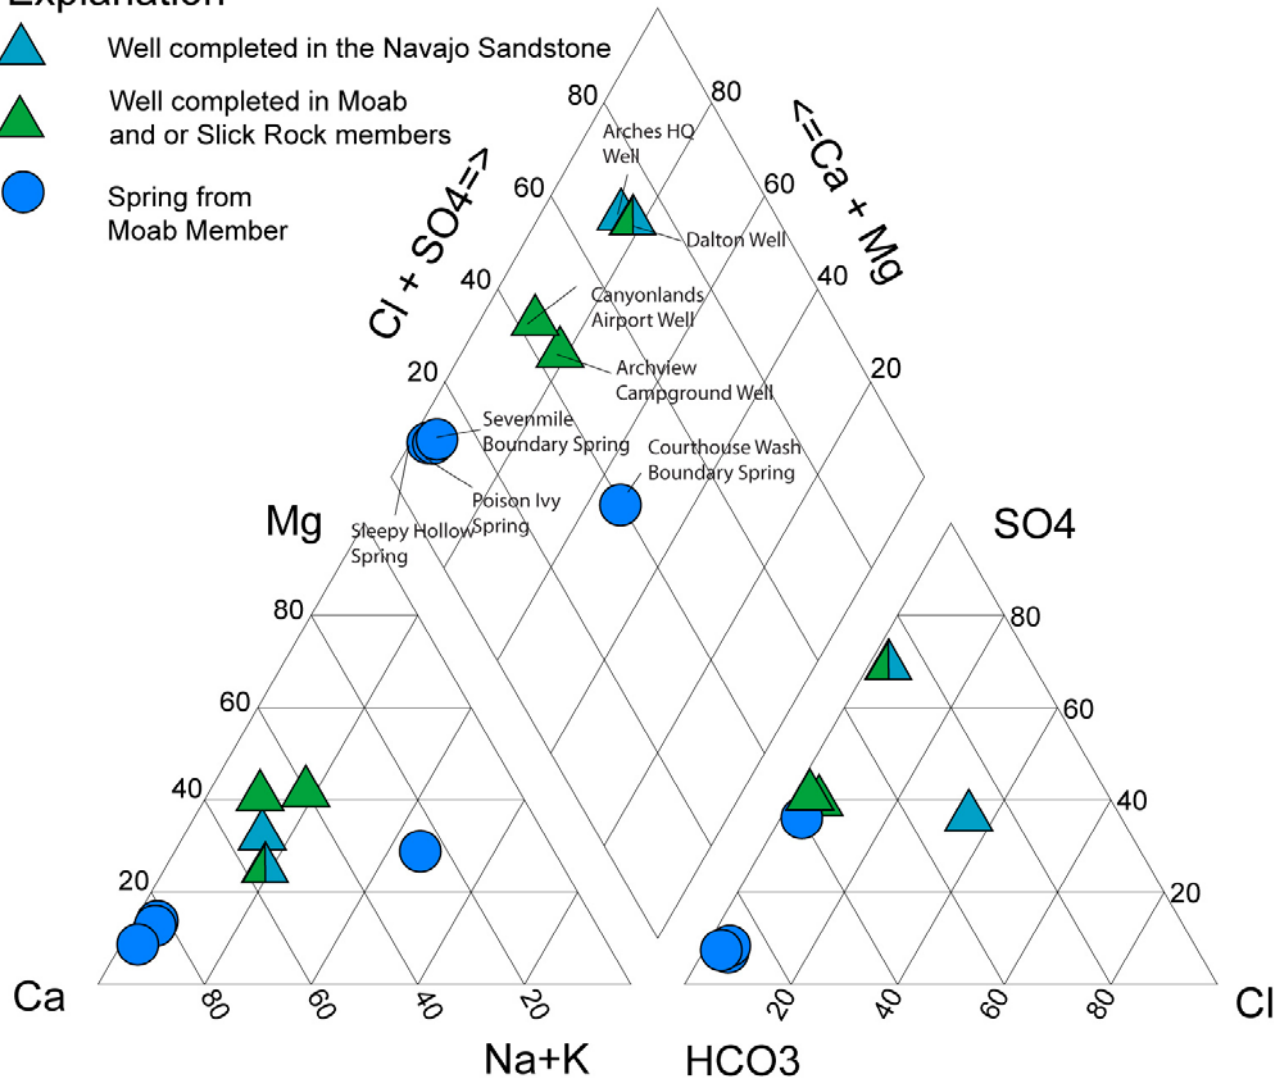 Explanation
Well completed in the Navajo Sandstone
Well completed in Moab
and or Slick Rock members
Spring from
Moab Member
80
80
Arches HQ
Well
60
60
Cl + SO4=>
<=Ca + Mg
Dalton Well
40
40
Canyonlands
Airport Well
20
20
Archview
Campground Well
Sevenmile
Boundary Spring
Courthouse Wash
Boundary Spring
Poison Ivy
Spring
Sleepy Hollow
Spring
Mg
SO4
80
80
60
60
40
40
20
20
Ca
80
60
40
20
20
40
60
80
Cl
Na+K
HCO3